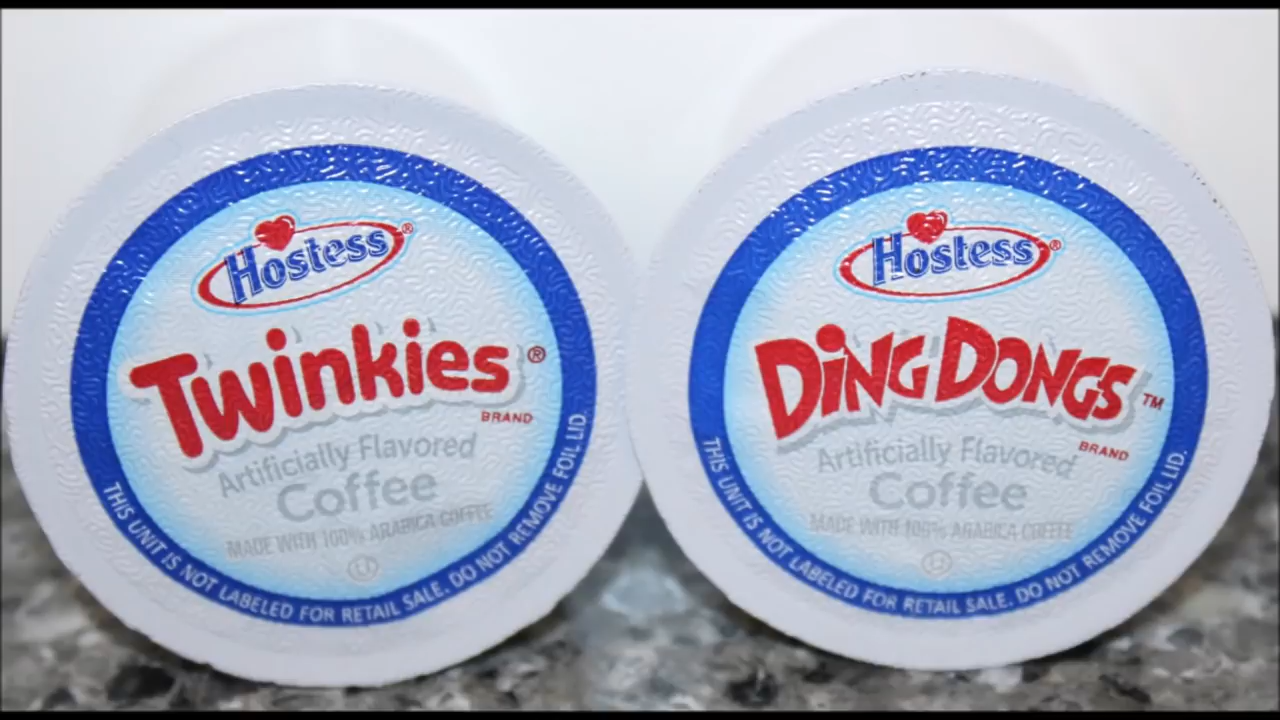 Hostess®
Twinkies®
BRAND
Artificially Flavored
Coffee
MADE WITH 100% ARABICA COFFEE
U
THIS UNIT IS NOT LABELED FOR RETAIL SALE. DO NOT REMOVE FOIL LID.
Hostess®
DiNG DONGS™
BRAND
Artificially Flavored
Coffee
MADE WITH 100% ARABICA COFFEE
U
THIS UNIT IS NOT LABELED FOR RETAIL SALE. DO NOT REMOVE FOIL LID.